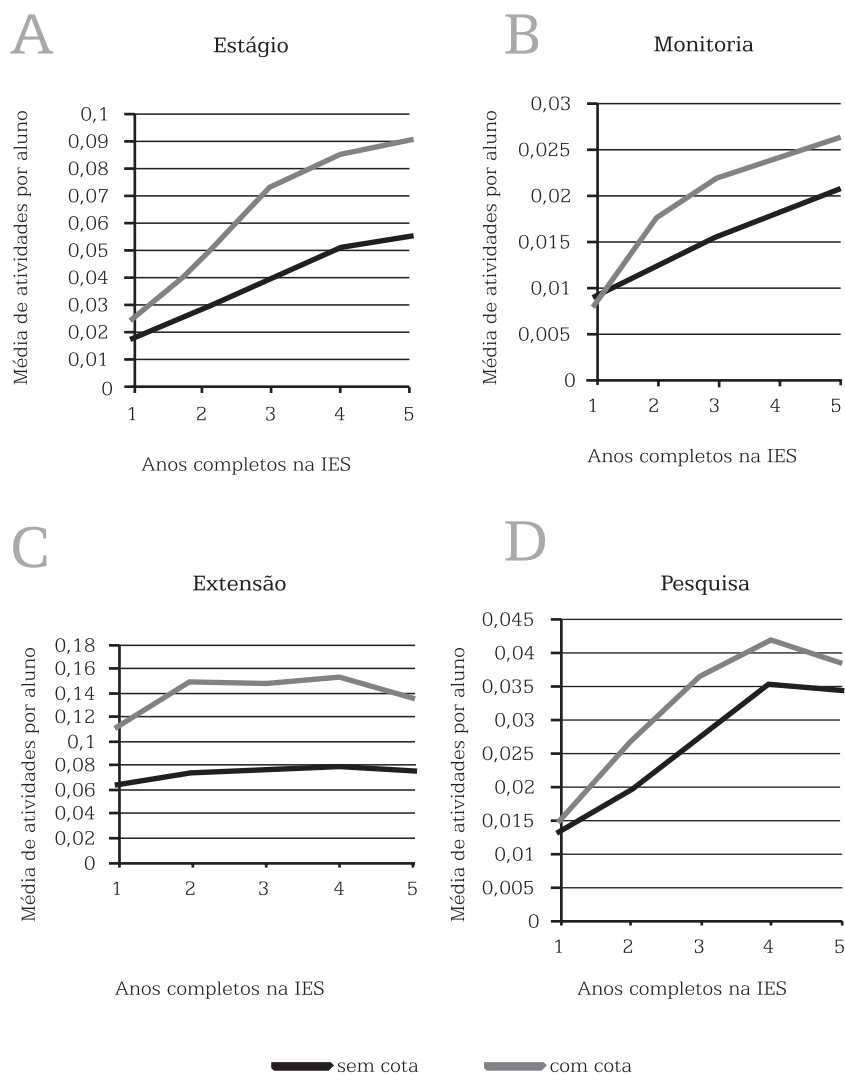 A
Estágio
Média de atividades por aluno
0,1
0,09
0,08
0,07
0,06
0,05
0,04
0,03
0,02
0,01
0
1 2 3 4 5
Anos completos na IES
B
Monitoria
Média de atividades por aluno
0,03
0,025
0,02
0,015
0,01
0,005
0
1 2 3 4 5
Anos completos na IES
C
Extensão
Média de atividades por aluno
0,18
0,16
0,14
0,12
0,1
0,08
0,06
0,04
0,02
0
1 2 3 4 5
Anos completos na IES
D
Pesquisa
Média de atividades por aluno
0,045
0,04
0,035
0,03
0,025
0,02
0,015
0,01
0,005
0
1 2 3 4 5
Anos completos na IES
sem cota com cota